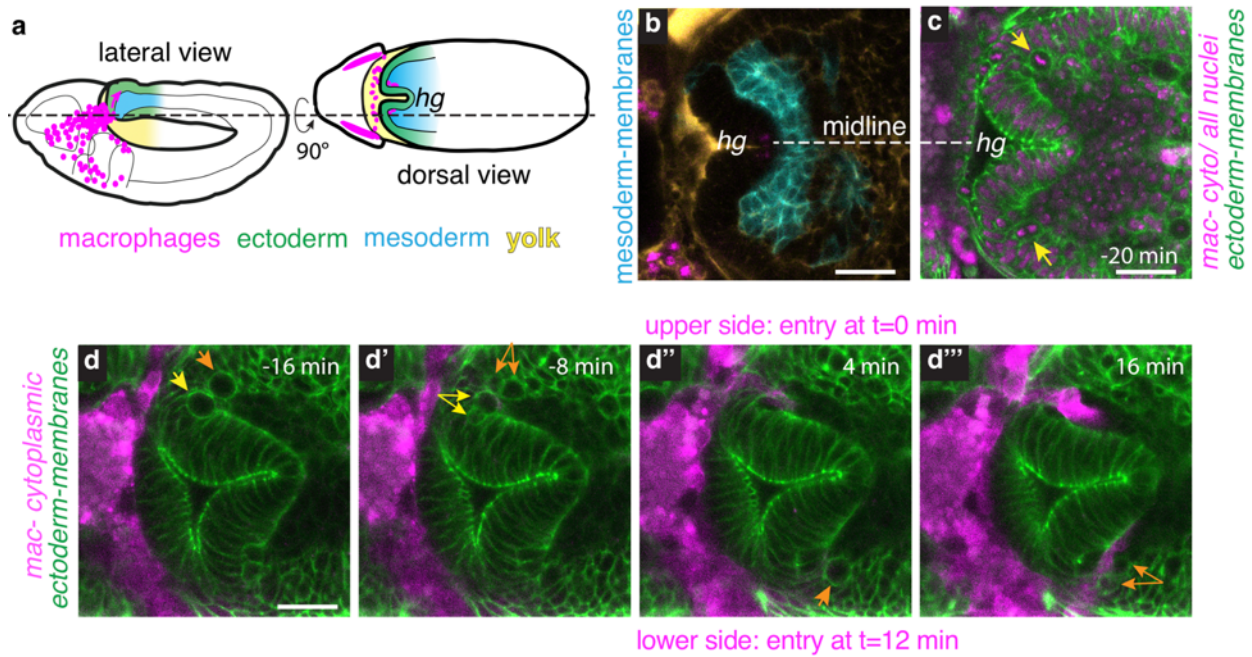 a
lateral view
hg
90°
dorsal view
macrophages ectoderm mesoderm yolk
mesoderm-membranes
b
hg
midline
c
hg
-20 min
mac- cyto/ all nuclei
ectoderm-membranes
upper side: entry at t=0 min
mac- cytoplasmic
ectoderm-membranes
d
-16 min
d'
-8 min
d''
4 min
d'''
16 min
lower side: entry at t=12 min